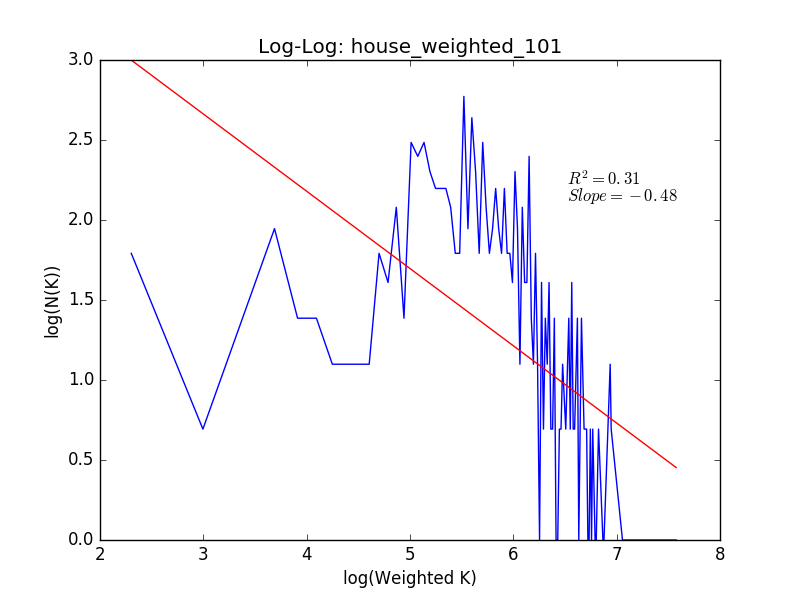 Log-Log: house_weighted_101
3.0
2.5
2.0
1.5
1.0
0.5
0.0
log(N(K))
R² = 0.31
Slope = −0.48
2 3 4 5 6 7 8
log(Weighted K)